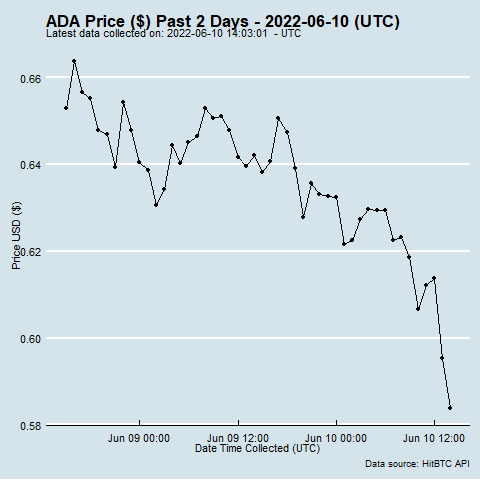 ADA Price ($) Past 2 Days - 2022-06-10 (UTC)
Latest data collected on: 2022-06-10 14:03:01  - UTC
0.66
0.64
0.62
0.60
0.58
Price USD ($)
Jun 09 00:00
Jun 09 12:00
Jun 10 00:00
Jun 10 12:00
Date Time Collected (UTC)
Data source: HitBTC API